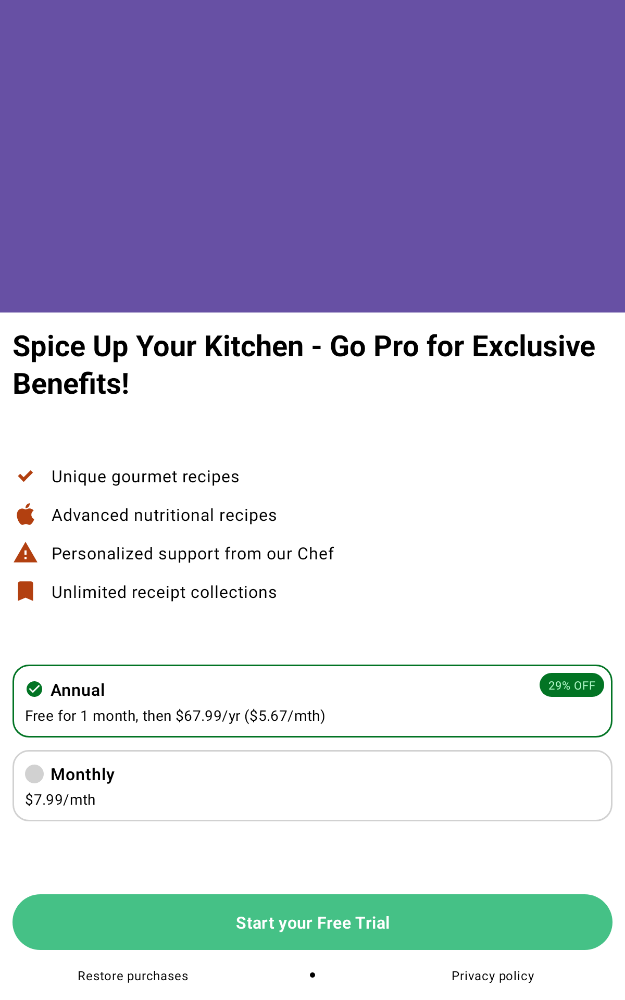 Spice Up Your Kitchen - Go Pro for Exclusive
Benefits!
Unique gourmet recipes
Advanced nutritional recipes
Personalized support from our Chef
Unlimited receipt collections
Annual
29% OFF
Free for 1 month, then $67.99/yr ($5.67/mth)
Monthly
$7.99/mth
Start your Free Trial
Restore purchases
•
Privacy policy